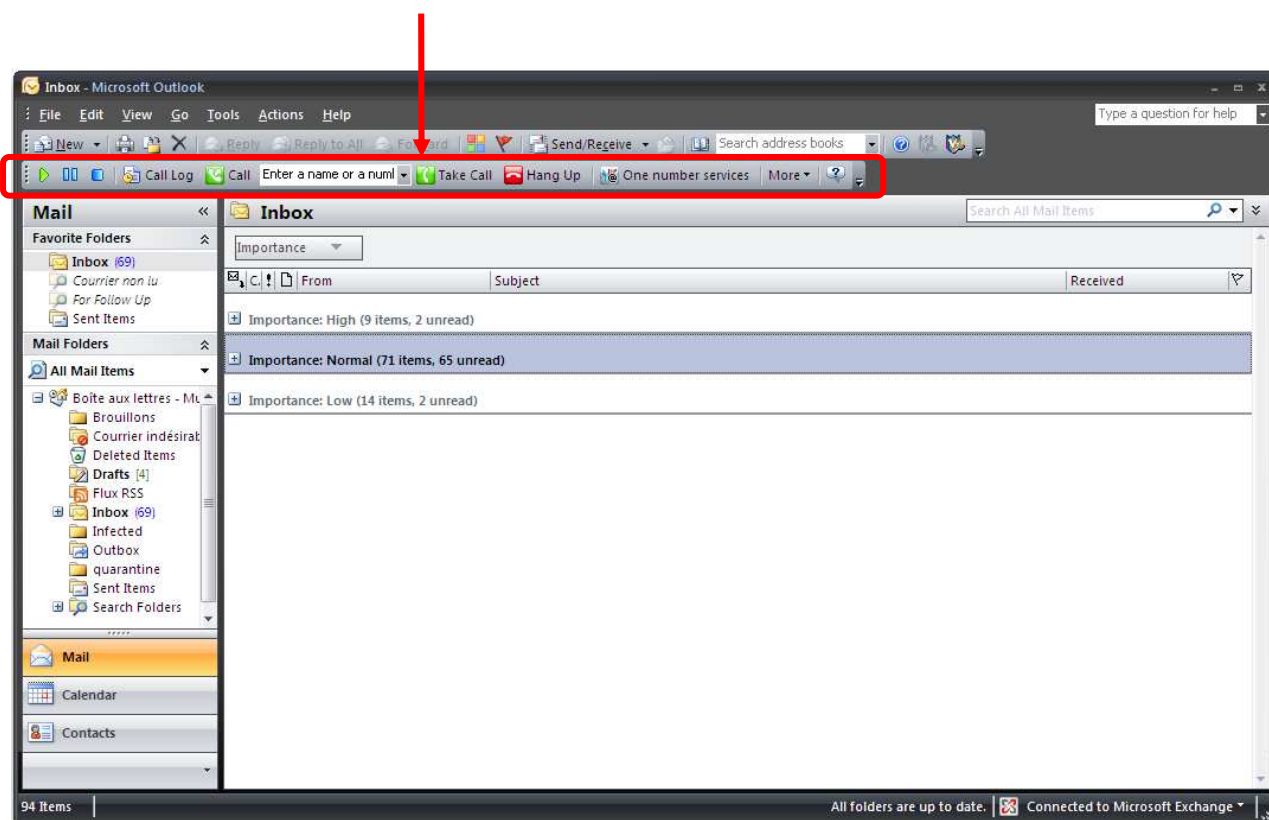 Inbox - Microsoft Outlook
File Edit View Go Tools Actions Help Type a question for help
New Reply Reply to All Forward Send/Receive Search address books
Call Log Call Enter a name or a numl Take Call Hang Up One number services More
Mail « Inbox Search All Mail Items
Favorite Folders
Inbox (69)
Courrier non lu
For Follow Up
Sent Items
Importance
C. ! From Subject Received
Importance: High (9 items, 2 unread)
Importance: Normal (71 items, 65 unread)
Importance: Low (14 items, 2 unread)
Mail Folders
All Mail Items
Boîte aux lettres - Mu
Brouillons
Courrier indésirab
Deleted Items
Drafts [4]
Flux RSS
Inbox (69)
Infected
Outbox
quarantine
Sent Items
Search Folders
Mail
Calendar
Contacts
94 Items All folders are up to date. Connected to Microsoft Exchange